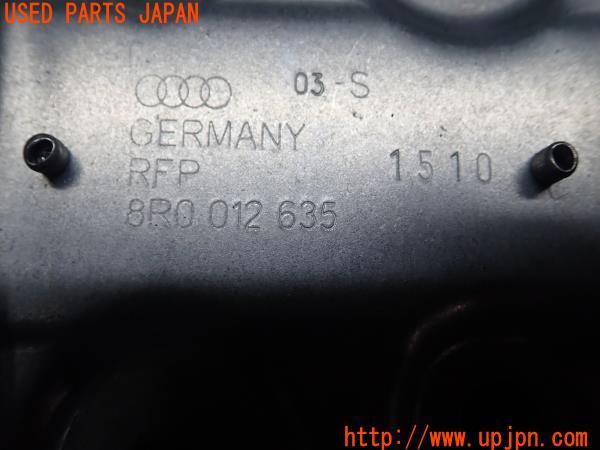 USED PARTS JAPAN
03-S
GERMANY
RFP
1510
8R0 012 635
http://www.upjpn.com/